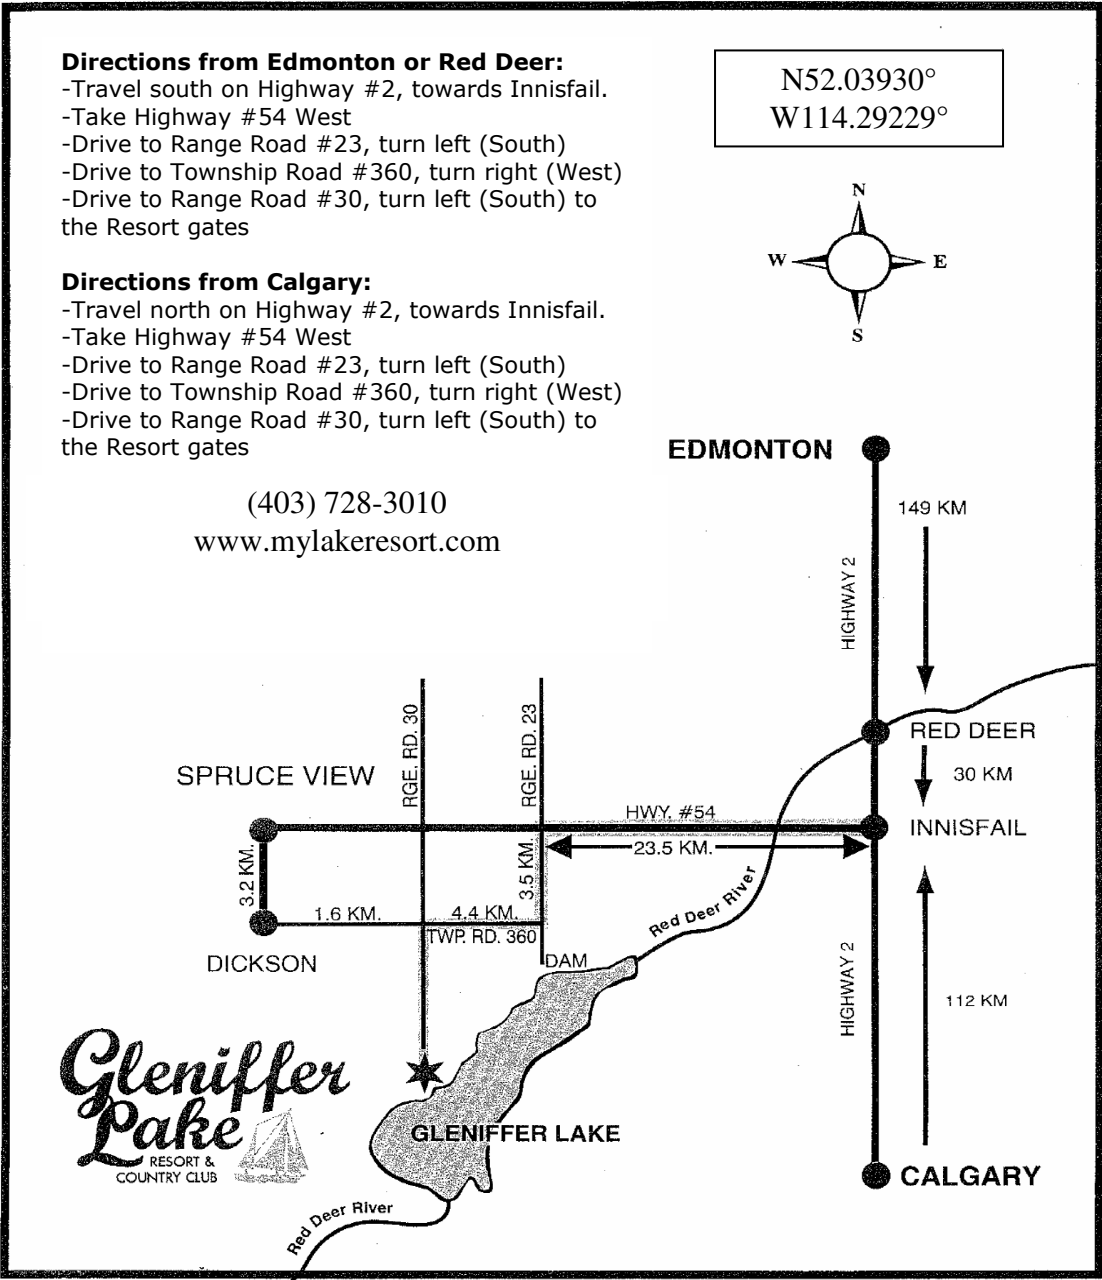 Directions from Edmonton or Red Deer:
-Travel south on Highway #2, towards Innisfail.
-Take Highway #54 West
-Drive to Range Road #23, turn left (South)
-Drive to Township Road #360, turn right (West)
-Drive to Range Road #30, turn left (South) to
the Resort gates
Directions from Calgary:
-Travel north on Highway #2, towards Innisfail.
-Take Highway #54 West
-Drive to Range Road #23, turn left (South)
-Drive to Township Road #360, turn right (West)
-Drive to Range Road #30, turn left (South) to
the Resort gates
(403) 728-3010
www.mylakeresort.com
N52.03930°
W114.29229°
N
W
E
S
EDMONTON
149 KM
HIGHWAY 2
RED DEER
30 KM
RGE. RD. 30
RGE. RD. 23
SPRUCE VIEW
HWY. #54
INNISFAIL
23.5 KM.
3.2 KM.
3.5 KM.
1.6 KM.
4.4 KM.
TWP. RD. 360
Red Deer River
DICKSON
DAM
HIGHWAY 2
112 KM
Gleniffer
Lake
RESORT &
COUNTRY CLUB
GLENIFFER LAKE
CALGARY
Red Deer River